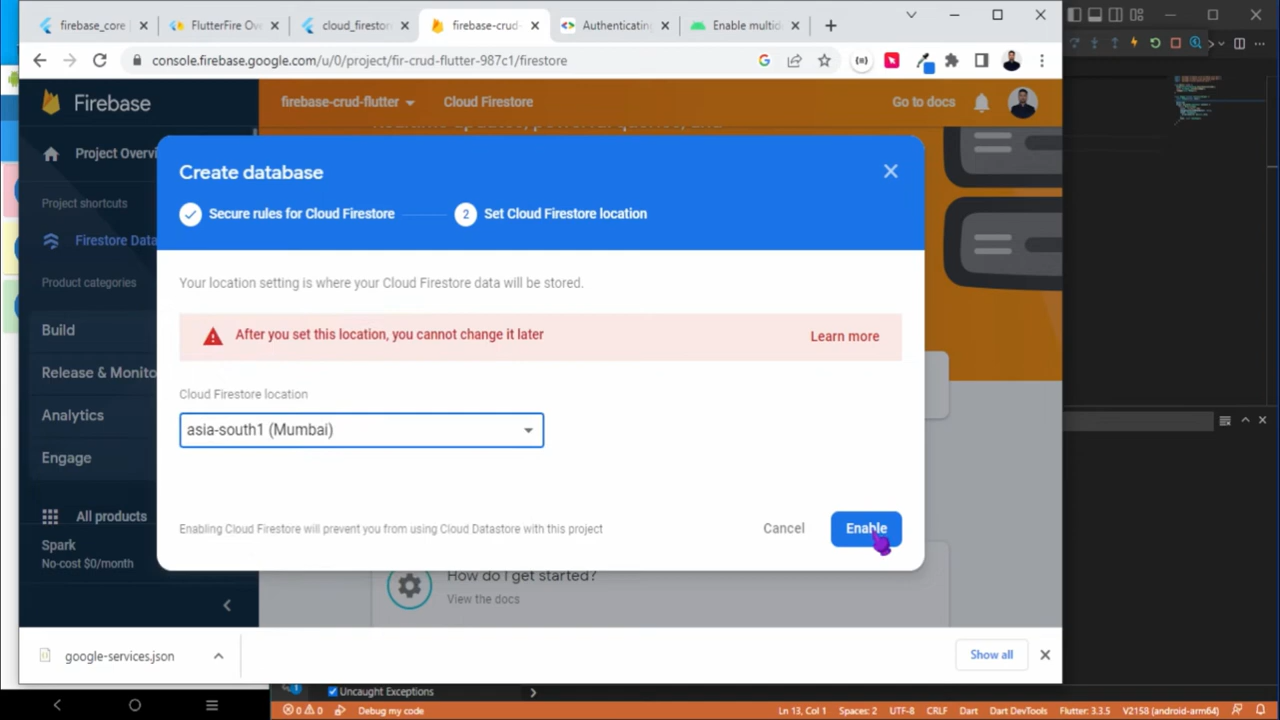 firebase_core
FlutterFire Ov
cloud_firestor
firebase-crud-
Authenticating
Enable multid
console.firebase.google.com/u/0/project/fir-crud-flutter-987c1/firestore
Firebase
firebase-crud-flutter
Cloud Firestore
Go to docs
Project Overvi
Create database
Project shortcuts
Secure rules for Cloud Firestore
2
Set Cloud Firestore location
Firestore Data
Product categories
Your location setting is where your Cloud Firestore data will be stored.
Build
After you set this location, you cannot change it later
Learn more
Release & Monito
Cloud Firestore location
Analytics
asia-south1 (Mumbai)
Engage
All products
Enabling Cloud Firestore will prevent you from using Cloud Datastore with this project
Cancel
Enable
Spark
No-cost $0/month
How do I get started?
View the docs
google-services.json
Show all
1
Uncaught Exceptions
0
0
Debug my code
Ln 13, Col 1
Spaces: 2
UTF-8
CRLF
Dart
Dart DevTools
Flutter: 3.3.5
V2158 (android-arm64)